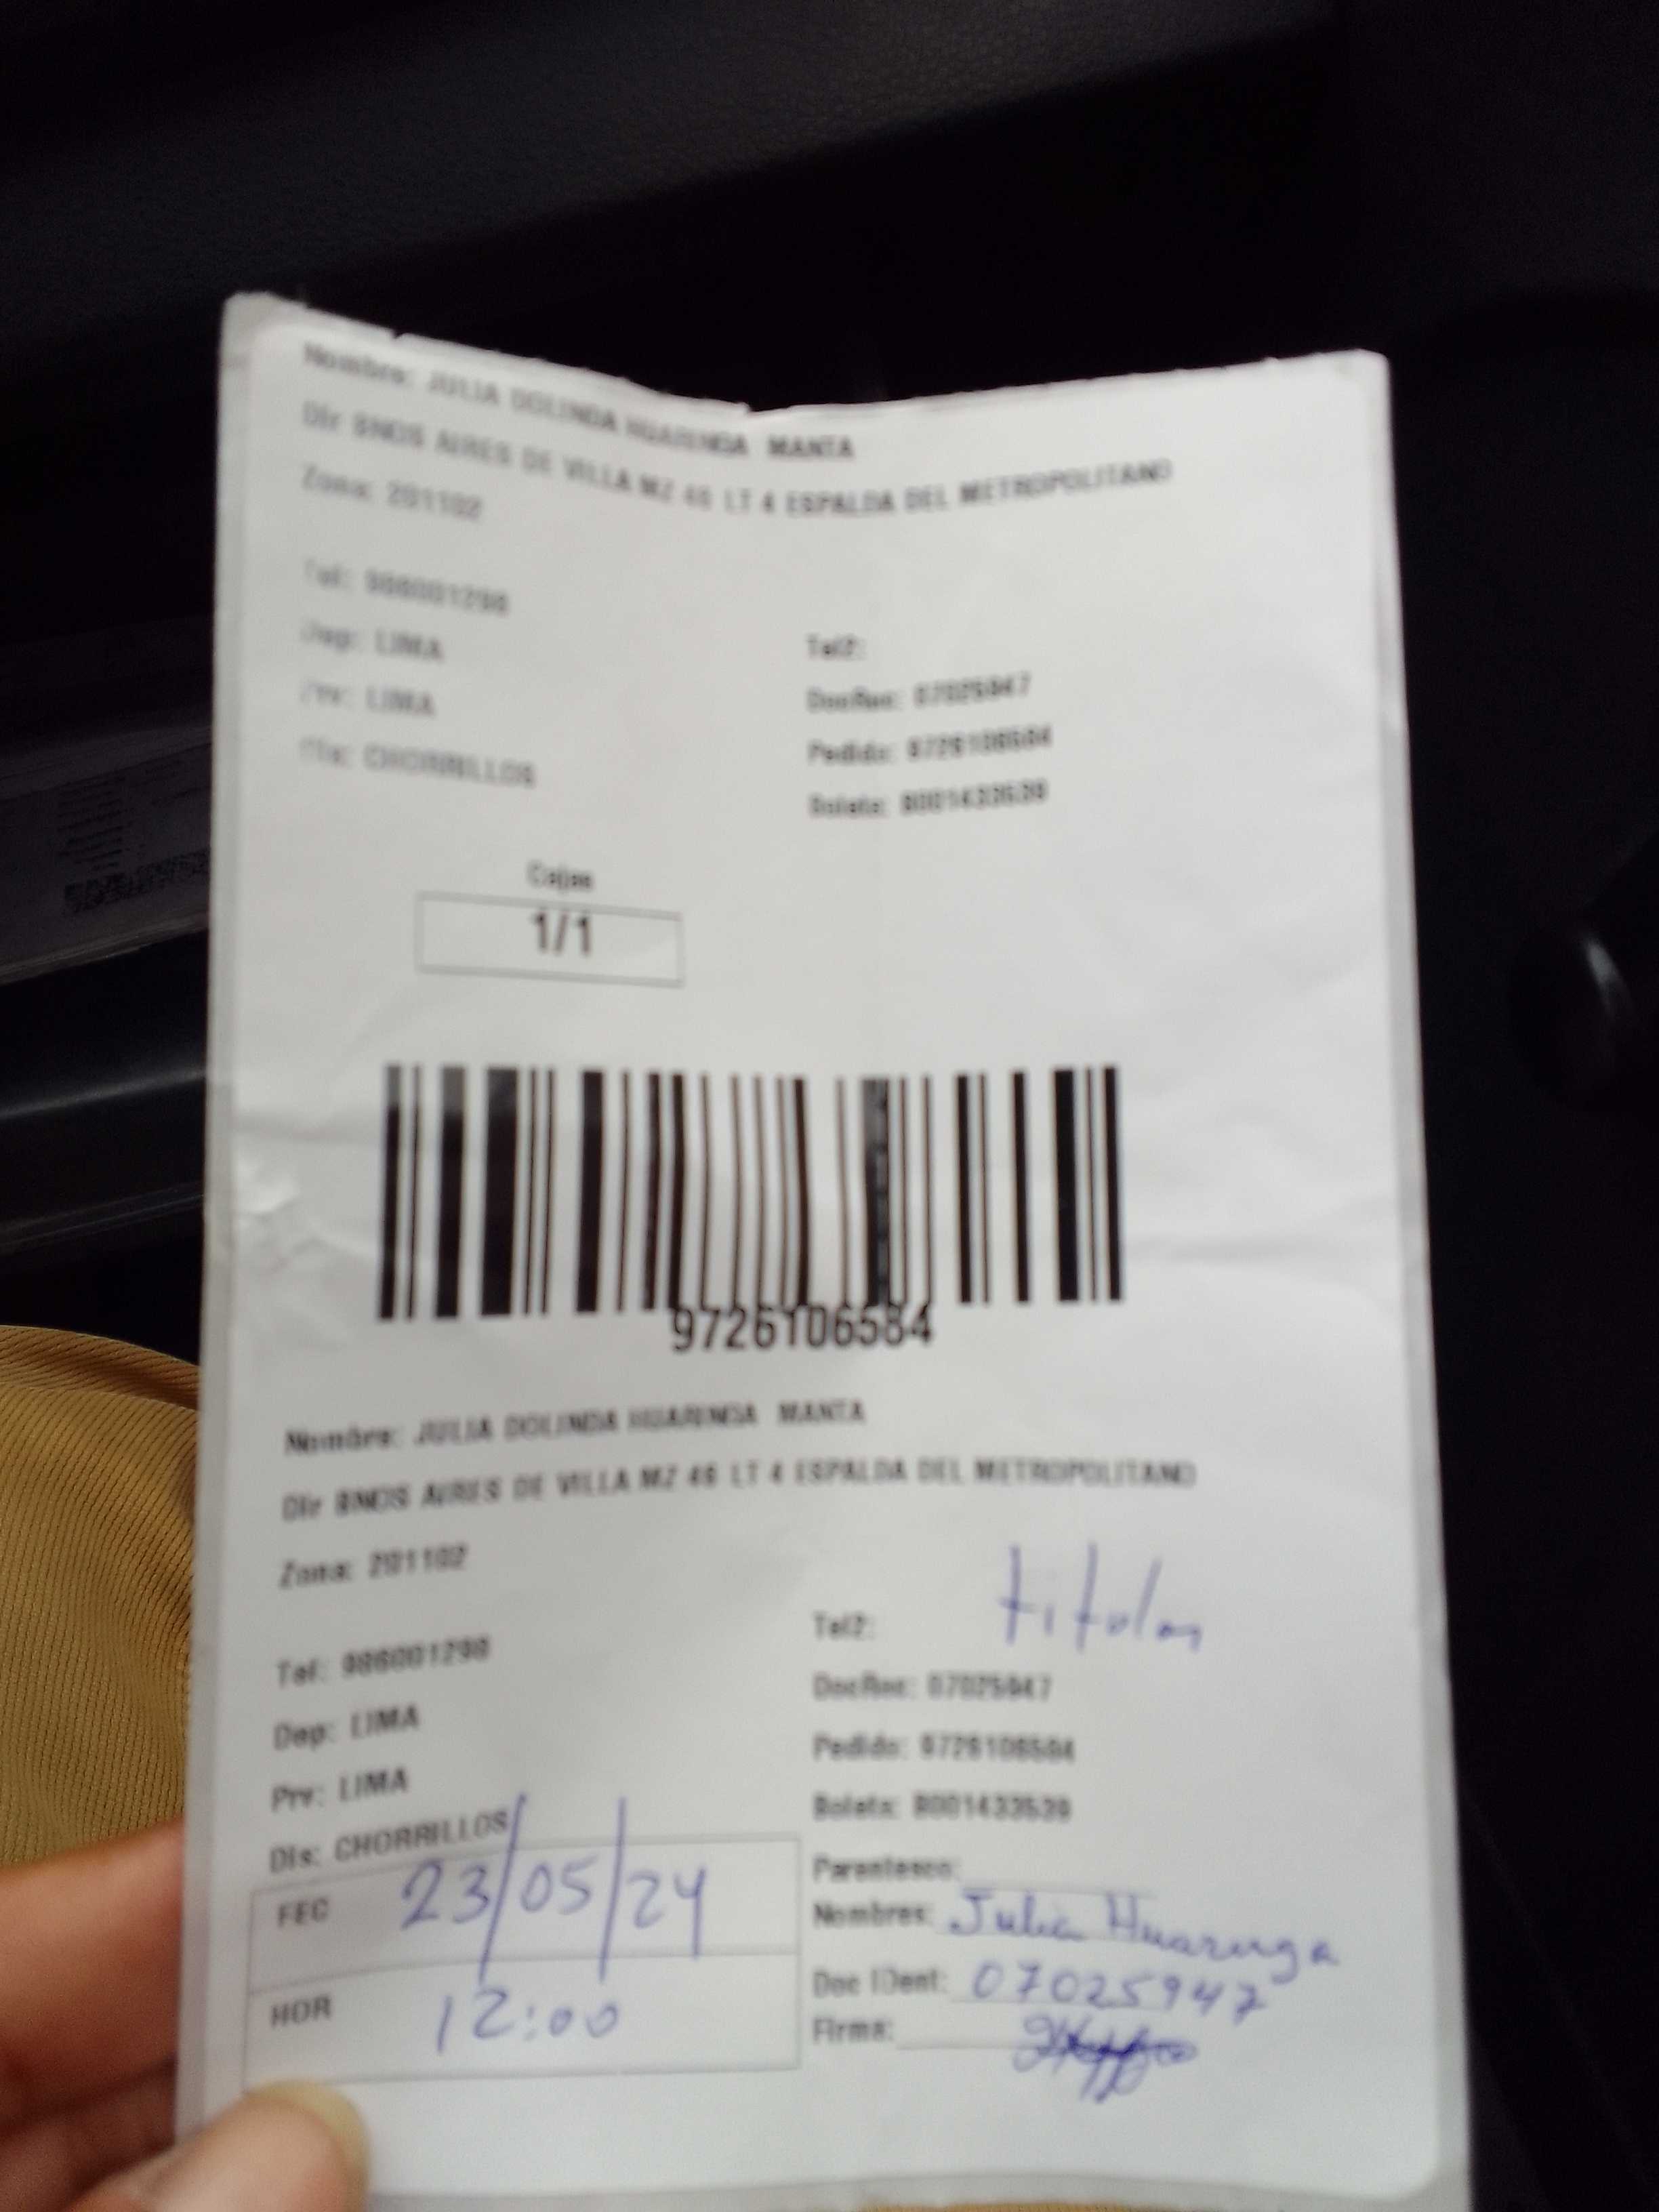 Nombre: JULIA DOLINDA HUARINGA MANTA
Dir BNOS AIRES DE VILLA MZ 46 LT 4 ESPALDA DEL METROPOLITANO
Zona: 201102
Tel: 986001298
Tel2:
Dep: LIMA
DocRec: 07025947
Prv: LIMA
Pedido: 9726106584
Dis: CHORRILLOS
Boleta: B001433539
Cajas
1/1
9726106584
Nombre: JULIA DOLINDA HUARINGA MANTA
Dir BNOS AIRES DE VILLA MZ 46 LT 4 ESPALDA DEL METROPOLITANO
Zona: 201102
titular
Tel: 986001298
Tel2:
Dep: LIMA
DocRec: 07025947
Prv: LIMA
Pedido: 9726106584
Dis: CHORRILLOS
Boleta: B001433539
FEC 23/05/24
Parentesco:
Nombres: Julia Huaringa
HOR 12:00
Doc IDent: 07025947
Firma: